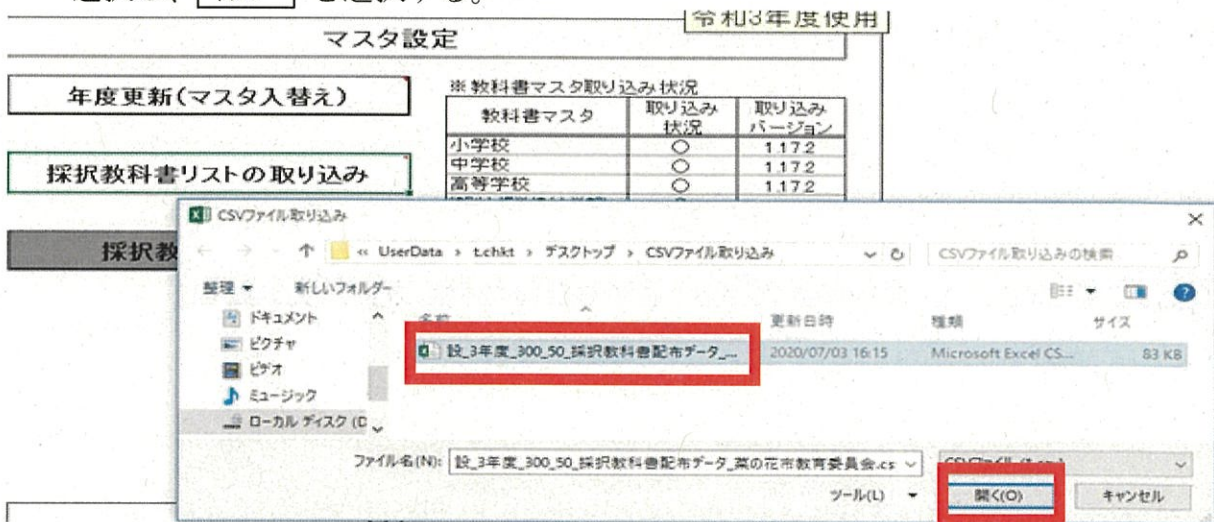 令和3年度使用
マスタ設定
年度更新(マスタ入替え)
※教科書マスタ取り込み状況
教科書マスタ 取り込み状況 取り込みバージョン
小学校 ○ 1.1.7.2
中学校 ○ 1.1.7.2
高等学校 ○ 1.1.7.2
採択教科書リストの取り込み
採択教
CSVファイル取り込み
« UserData > t.chkt > デスクトップ > CSVファイル取り込み
CSVファイル取り込みの検索
整理 新しいフォルダー
名前 更新日時 種類 サイズ
ドキュメント
ピクチャ
ビデオ
ミュージック
ローカル ディスク (D
設_3年度_300_50_採択教科書配布データ_... 2020/07/03 16:15 Microsoft Excel CS... 83 KB
ファイル名(N): 設_3年度_300_50_採択教科書配布データ_菜の花市教育委員会.cs
ツール(L) 開く(O) キャンセル